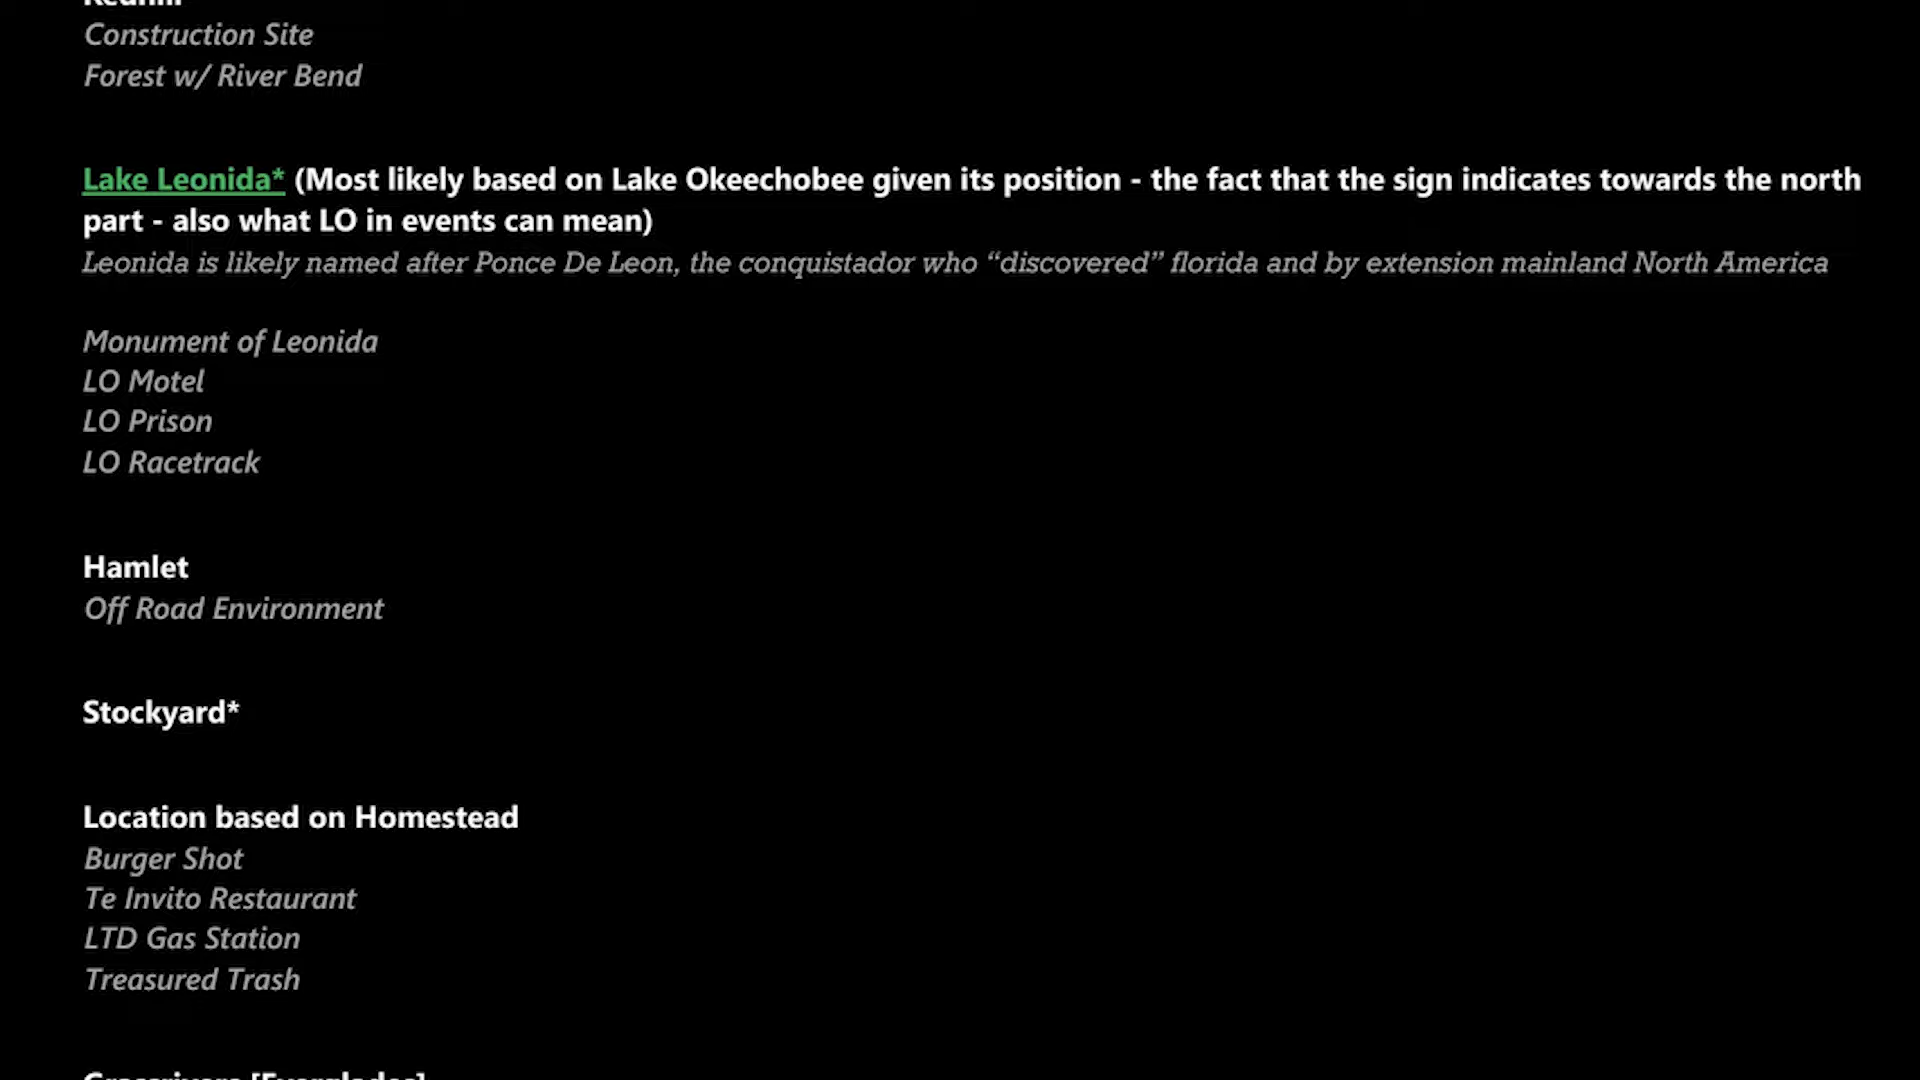 Redhill
Construction Site
Forest w/ River Bend
Lake Leonida* (Most likely based on Lake Okeechobee given its position - the fact that the sign indicates towards the north
part - also what LO in events can mean)
Leonida is likely named after Ponce De Leon, the conquistador who “discovered” florida and by extension mainland North America
Monument of Leonida
LO Motel
LO Prison
LO Racetrack
Hamlet
Off Road Environment
Stockyard*
Location based on Homestead
Burger Shot
Te Invito Restaurant
LTD Gas Station
Treasured Trash
Grassrivers [Everglades]